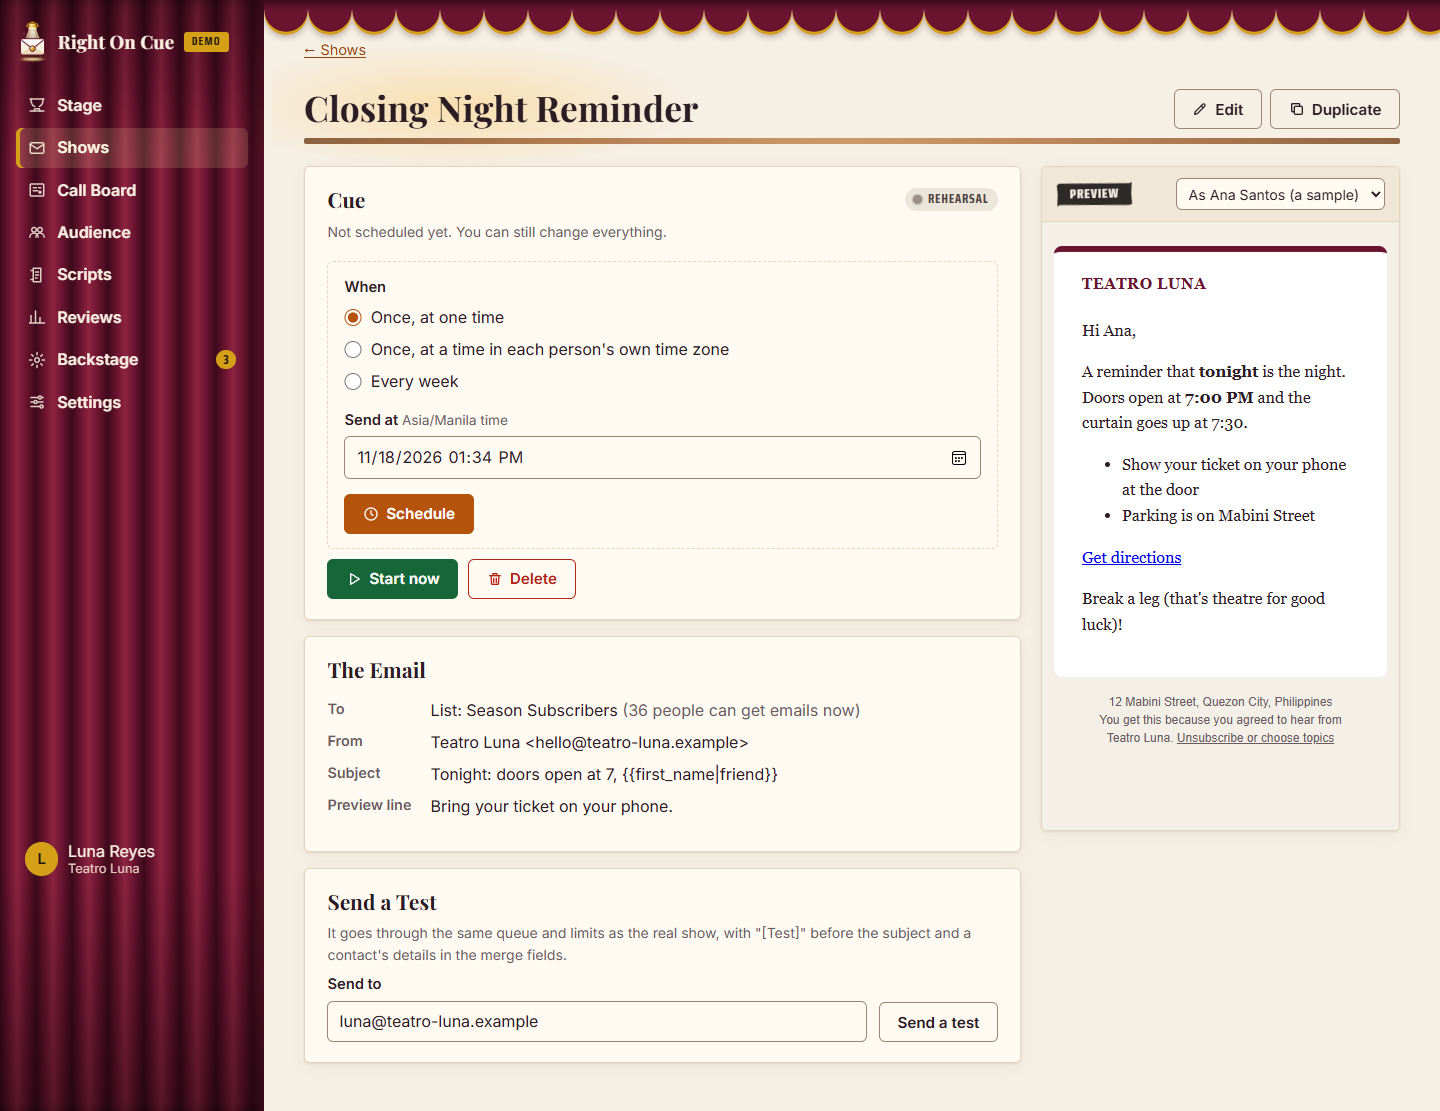 Right On Cue DEMO
Stage
Shows
Call Board
Audience
Scripts
Reviews
Backstage 3
Settings
L
Luna Reyes
Teatro Luna
← Shows
Closing Night Reminder
Edit
Duplicate
Cue
REHEARSAL
Not scheduled yet. You can still change everything.
When
Once, at one time
Once, at a time in each person's own time zone
Every week
Send at Asia/Manila time
11/18/2026 01:34 PM
Schedule
Start now
Delete
The Email
To List: Season Subscribers (36 people can get emails now)
From Teatro Luna <hello@teatro-luna.example>
Subject Tonight: doors open at 7, {{first_name|friend}}
Preview line Bring your ticket on your phone.
Send a Test
It goes through the same queue and limits as the real show, with "[Test]" before the subject and a
contact's details in the merge fields.
Send to
luna@teatro-luna.example
Send a test
PREVIEW
As Ana Santos (a sample)
TEATRO LUNA
Hi Ana,
A reminder that tonight is the night.
Doors open at 7:00 PM and the
curtain goes up at 7:30.
• Show your ticket on your phone
at the door
• Parking is on Mabini Street
Get directions
Break a leg (that's theatre for good
luck)!
12 Mabini Street, Quezon City, Philippines
You get this because you agreed to hear from
Teatro Luna. Unsubscribe or choose topics